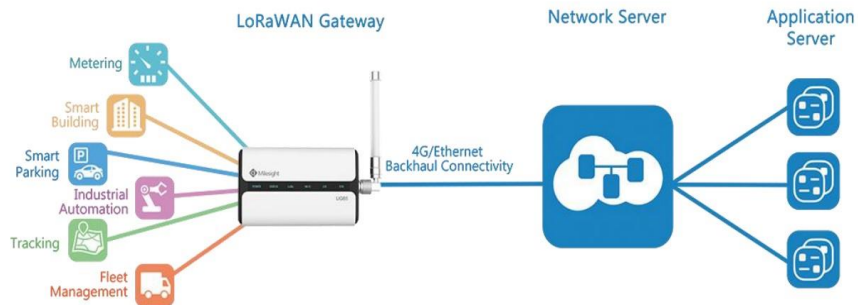 LoRaWAN Gateway
Network Server
Application
Server
Metering
Smart
Building
Smart
Parking
Industrial
Automation
Tracking
Fleet
Management
P
Milesight
4G/Ethernet
Backhaul Connectivity